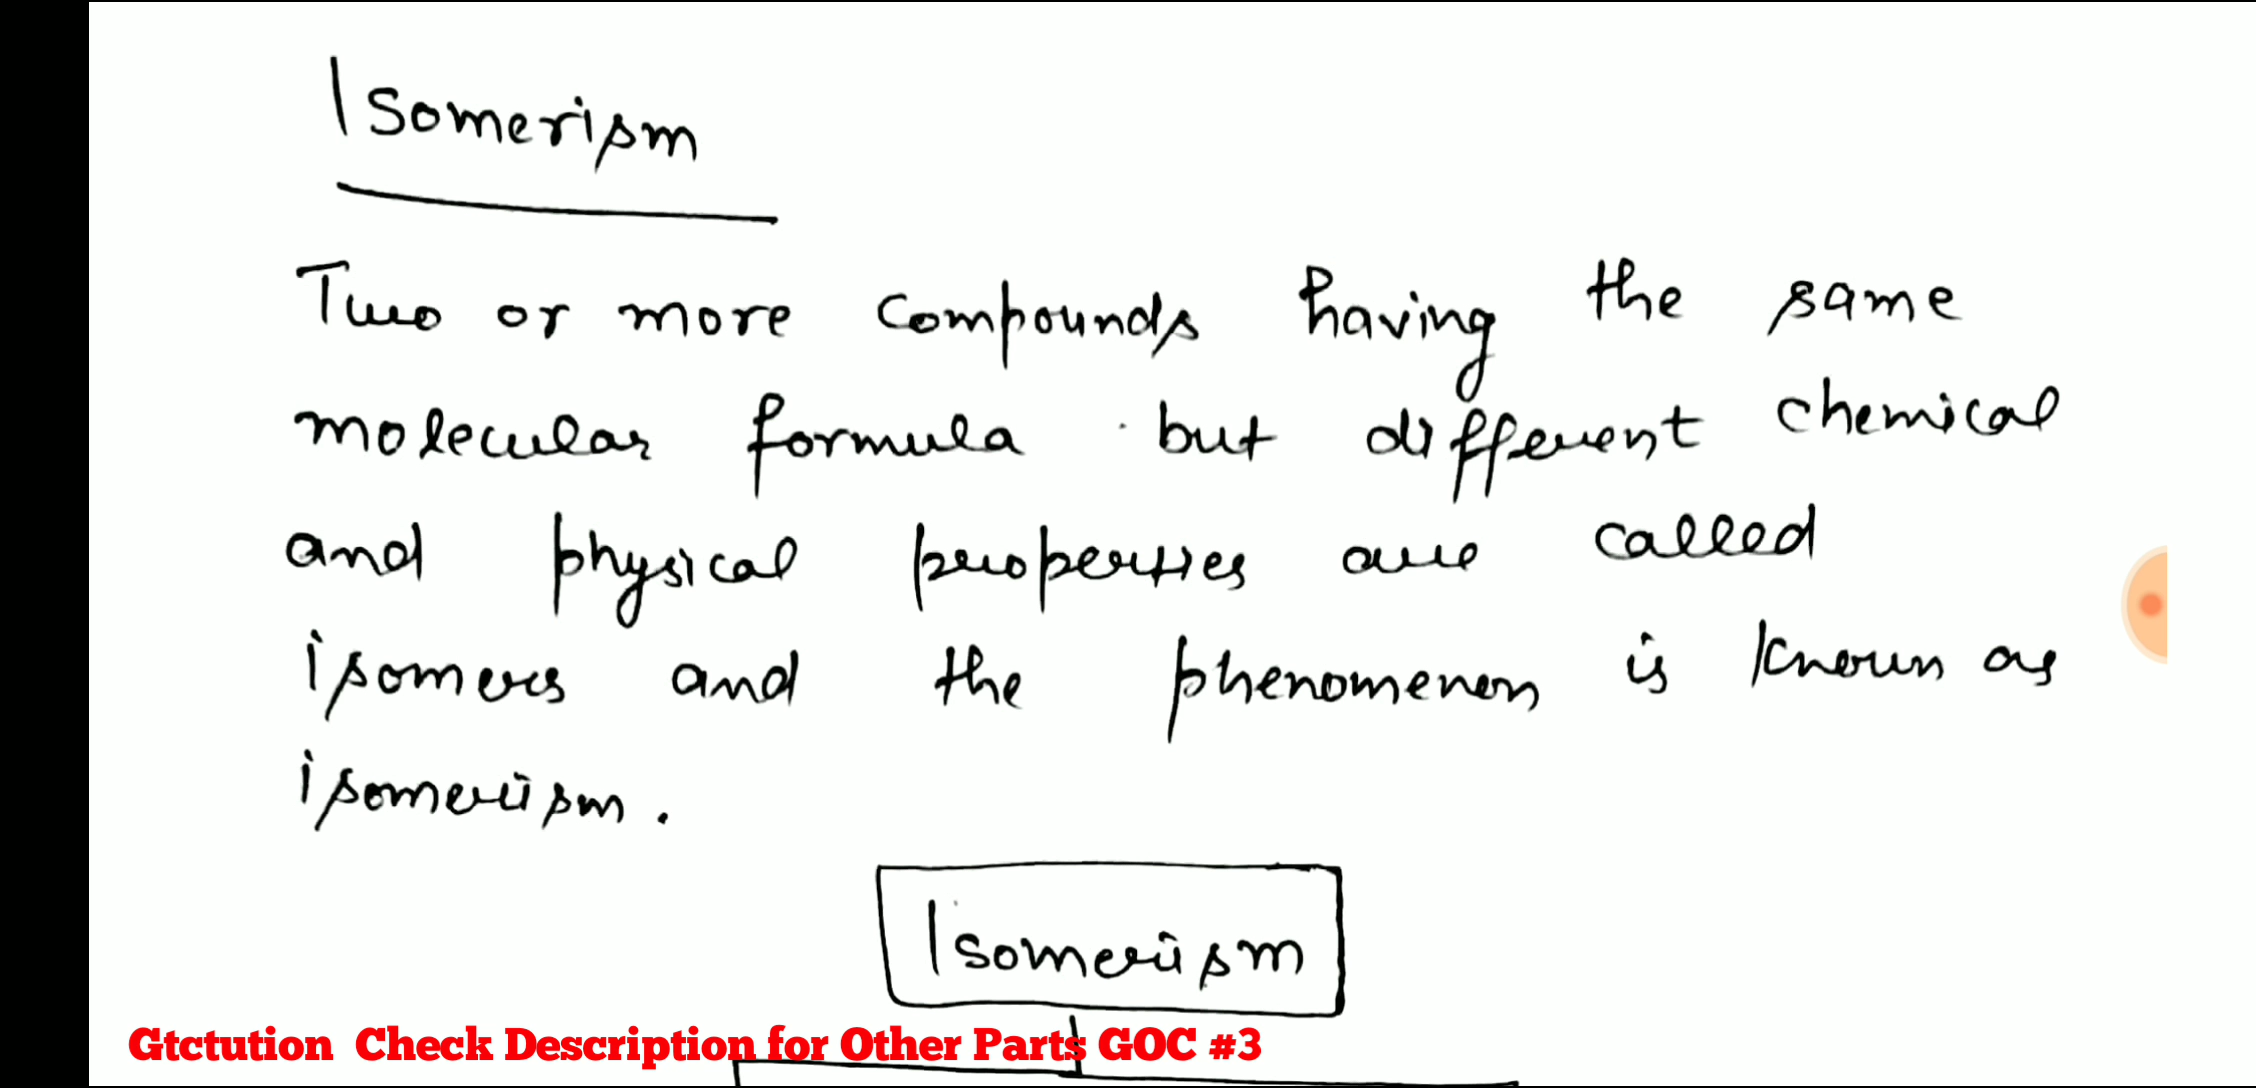 Isomerism
Two or more compounds having the same
molecular formula but different chemical
and physical properties are called
isomers and the phenomenon is known as
isomerism.
Isomerism
Gtctution Check Description for Other Parts GOC #3